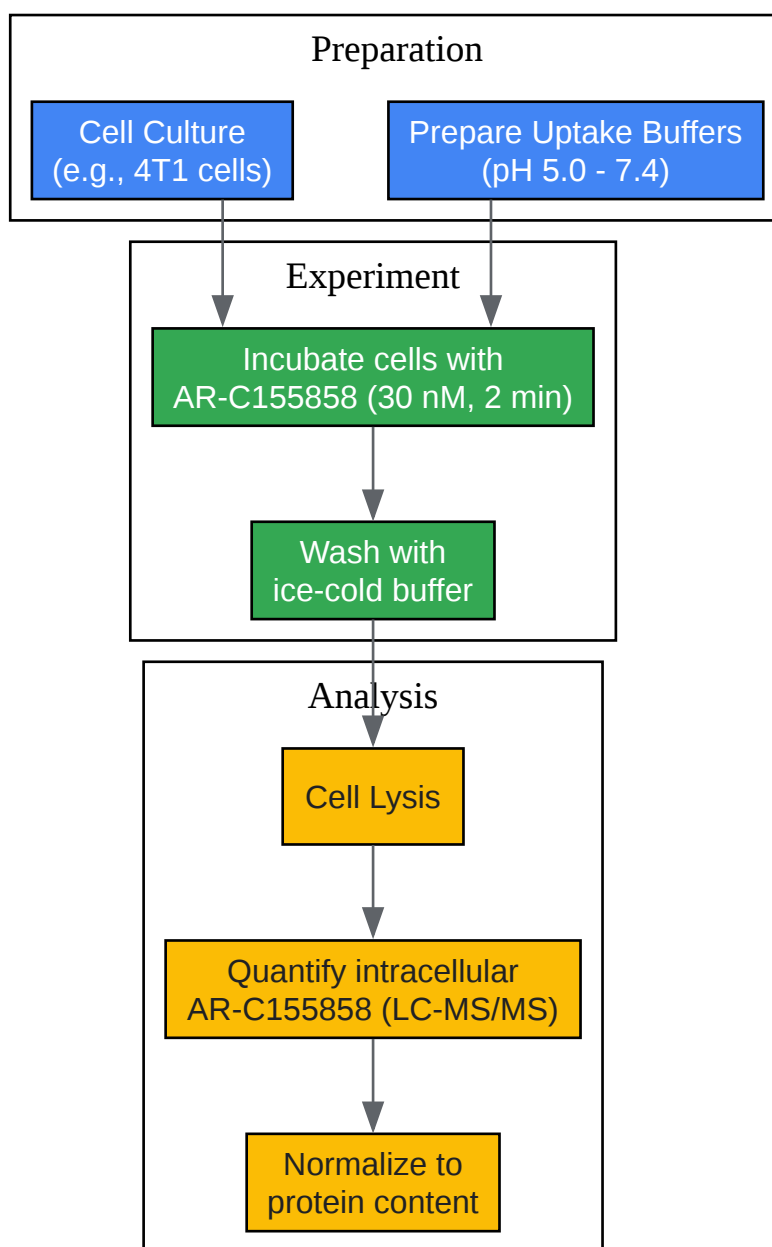 Preparation
Cell Culture
(e.g., 4T1 cells)
Prepare Uptake Buffers
(pH 5.0 - 7.4)
Experiment
Incubate cells with
AR-C155858 (30 nM, 2 min)
Wash with
ice-cold buffer
Analysis
Cell Lysis
Quantify intracellular
AR-C155858 (LC-MS/MS)
Normalize to
protein content